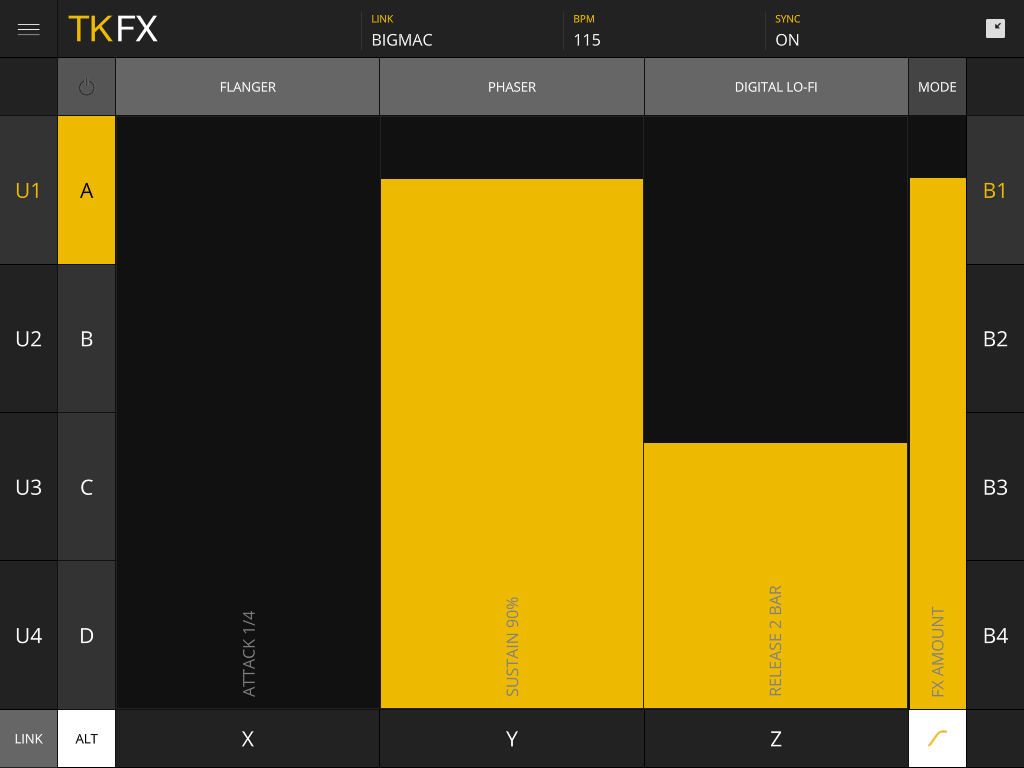 TKFX
LINK
BIGMAC
BPM
115
SYNC
ON
FLANGER
PHASER
DIGITAL LO-FI
MODE
U1
A
B1
U2
B
B2
U3
C
B3
U4
D
ATTACK 1/4
SUSTAIN 90%
RELEASE 2 BAR
FX AMOUNT
B4
LINK
ALT
X
Y
Z